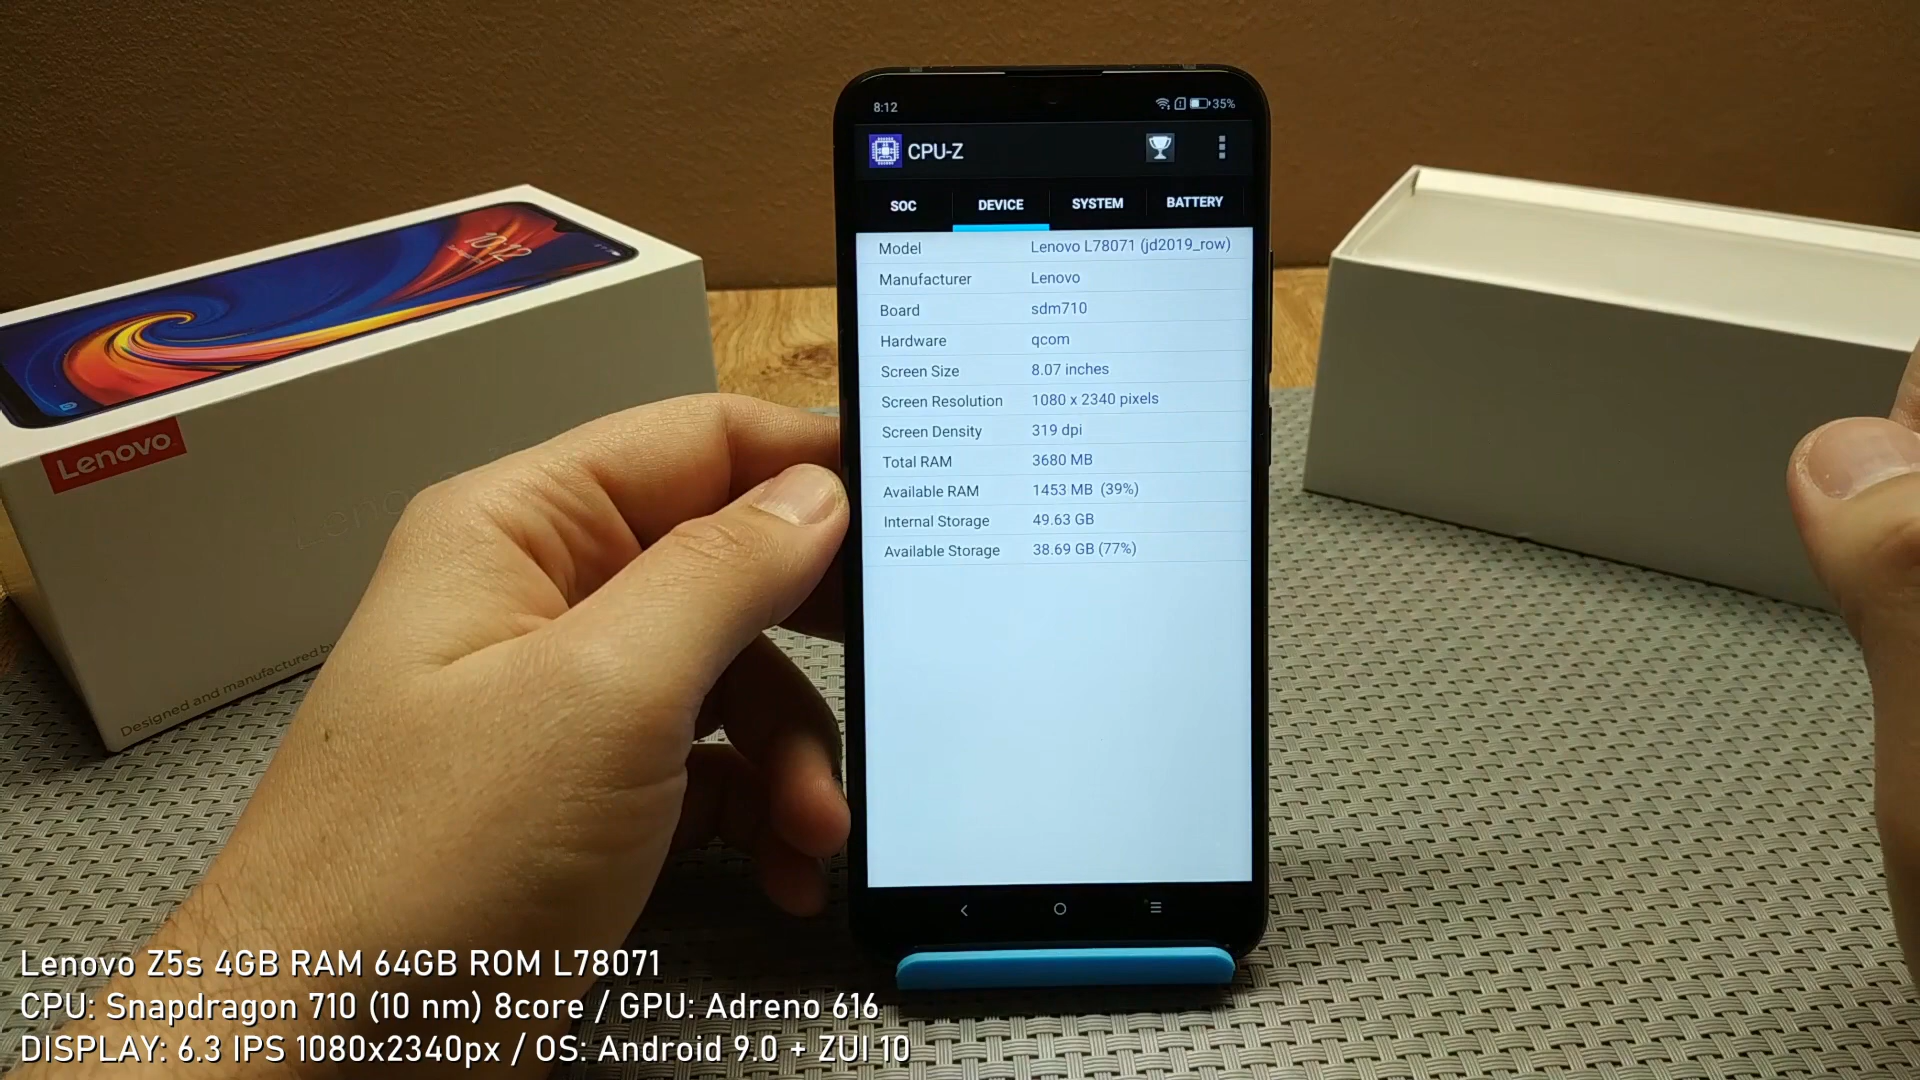 8:12
35%
CPU-Z
SOC DEVICE SYSTEM BATTERY
Model Lenovo L78071 (jd2019_row)
Manufacturer Lenovo
Board sdm710
Hardware qcom
Screen Size 8.07 inches
Screen Resolution 1080 x 2340 pixels
Screen Density 319 dpi
Total RAM 3680 MB
Available RAM 1453 MB (39%)
Internal Storage 49.63 GB
Available Storage 38.69 GB (77%)
10:12
Lenovo
Lenovo
Designed and manufactured by
Lenovo Z5s 4GB RAM 64GB ROM L78071
CPU: Snapdragon 710 (10 nm) 8core / GPU: Adreno 616
DISPLAY: 6.3 IPS 1080x2340px / OS: Android 9.0 + ZUI 10